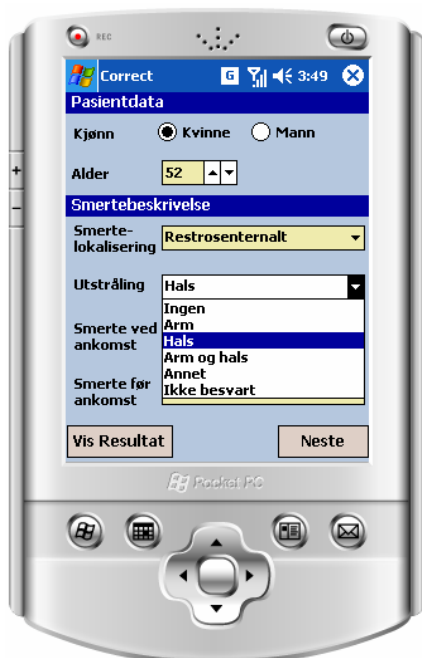 REC
Correct G 3:49
Pasientdata
Kjønn Kvinne Mann
Alder 52
Smertebeskrivelse
Smerte-
lokalisering Restrosenternalt
Utstråling Hals
Ingen
Smerte ved Arm
ankomst Hals
Arm og hals
Smerte før Annet
ankomst Ikke besvart
Vis Resultat Neste
Pocket PC
+
-